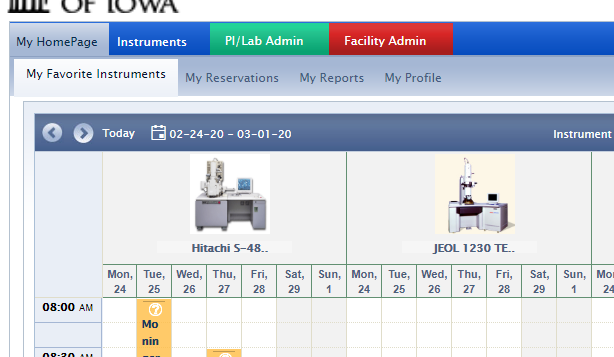 OF IOWA
My HomePage Instruments PI/Lab Admin Facility Admin
My Favorite Instruments My Reservations My Reports My Profile
Today 02-24-20 - 03-01-20 Instrument
Hitachi S-48.. JEOL 1230 TE..
Mon, Tue, Wed, Thu, Fri, Sat, Sun, Mon, Tue, Wed, Thu, Fri, Sat, Sun, Mo
24 25 26 27 28 29 1 24 25 26 27 28 29 1
08:00 AM
Mo
nin
08:30 AM